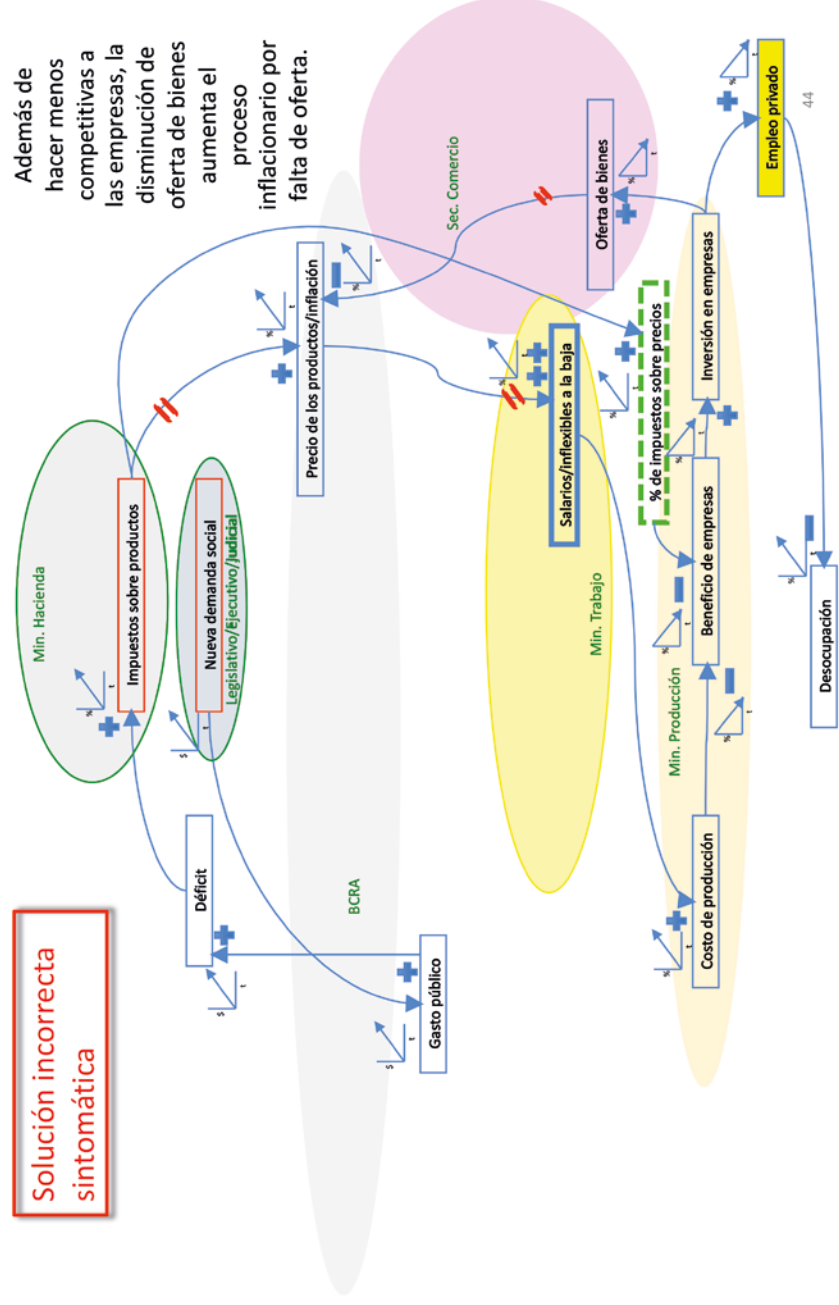 Solución incorrecta
sintomática
Además de
hacer menos
competitivas a
las empresas, la
disminución de
oferta de bienes
aumenta el
proceso
inflacionario por
falta de oferta.
Min. Hacienda
Impuestos sobre productos
%
t
Nueva demanda social
Legislativo/Ejecutivo/Judicial
$
t
Déficit
$
t
Gasto público
$
t
BCRA
Precio de los productos/inflación
%
t
%
t
Sec. Comercio
Oferta de bienes
%
t
Salarios/inflexibles a la baja
%
t
Min. Trabajo
% de impuestos sobre precios
%
t
Min. Producción
Costo de producción
%
t
Beneficio de empresas
%
t
%
t
Inversión en empresas
%
t
Empleo privado
%
t
Desocupación
%
t
44